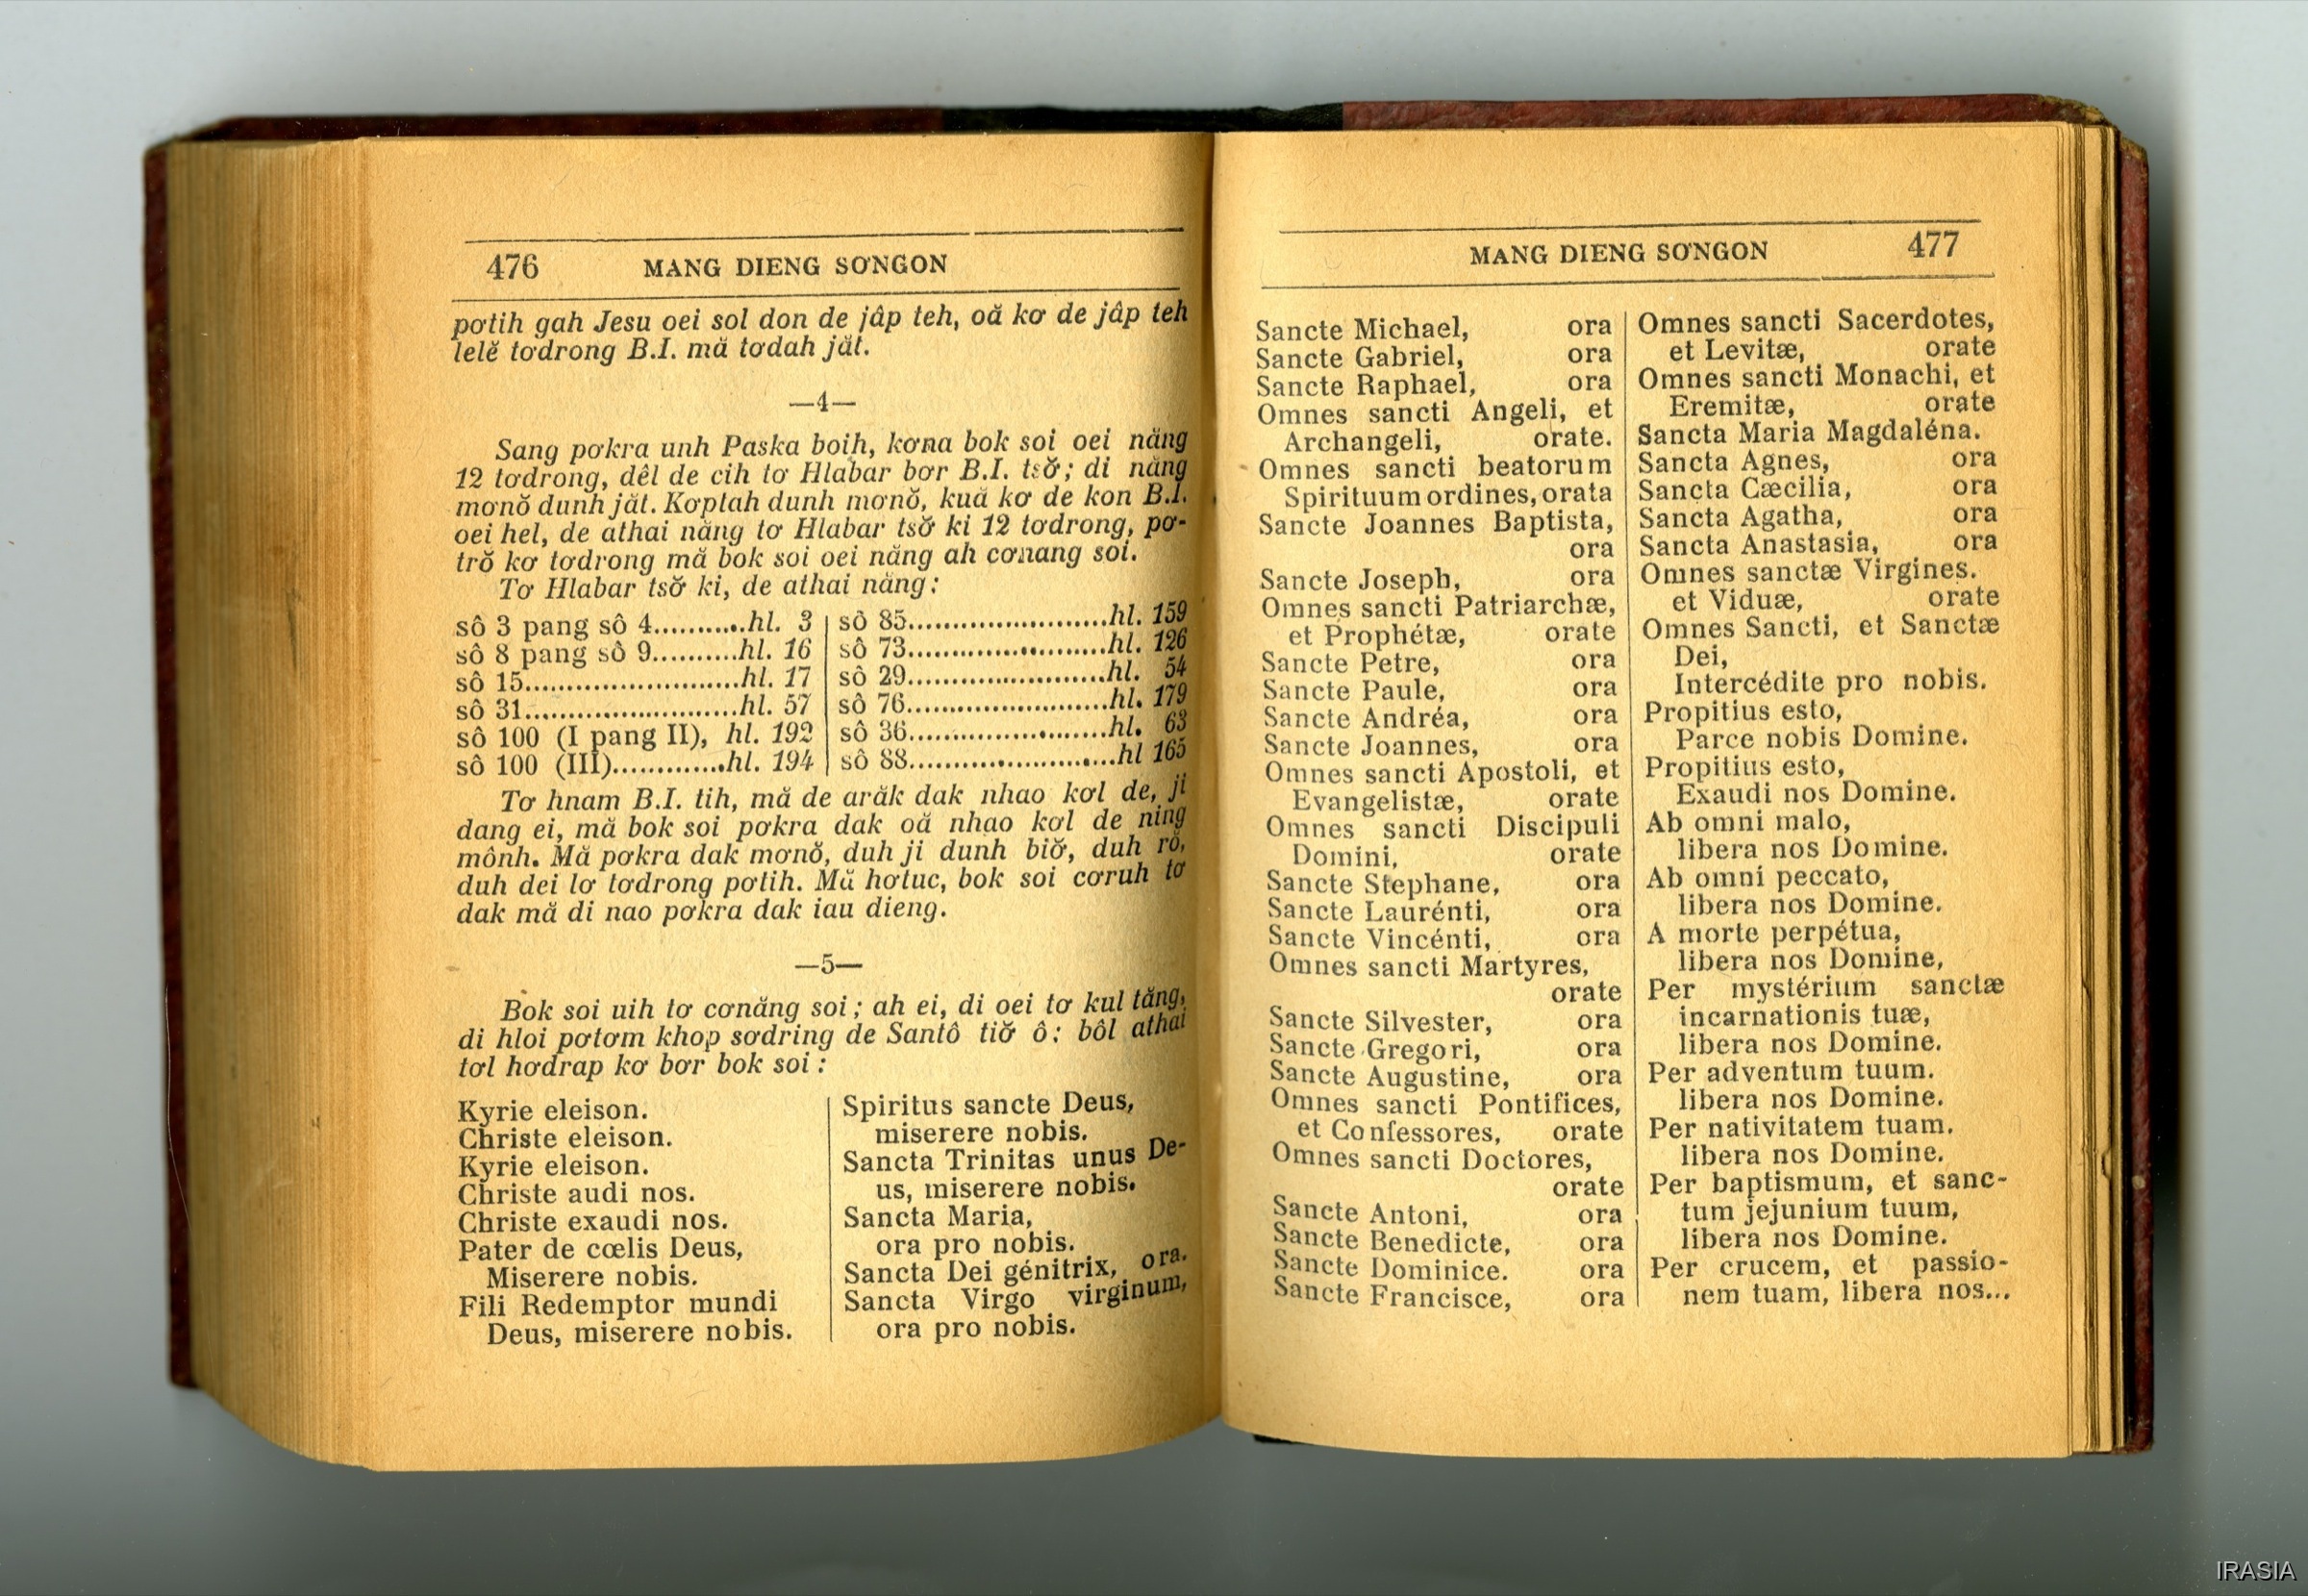 476 MANG DIENG SƠNGON
pơtih gah Jesu oei sol don de jâp teh, oă kơ de jâp teh
lelĕ tơdrong B.I. mă tơdah jăt.
—4—
Sang pơkra unh Paska boih, kơna bok soi oei năng
12 tơdrong, dêl de cih tơ Hlabar bơr B.I. tsơ̆; di năng
mơnŏ dunh jăt. Kơptah dunh mơnŏ, kuă kơ de kon B.I.
oei hel, de athai năng tơ Hlabar tsơ̆ ki 12 tơdrong, pơ-
trŏ kơ tơdrong mă bok soi oei năng ah cơnang soi.
Tơ Hlabar tsơ̆ ki, de athai năng:
sô 3 pang sô 4...........hl. 3
sô 8 pang sô 9..........hl. 16
sô 15.........................hl. 17
sô 31.........................hl. 57
sô 100 (I pang II), hl. 192
sô 100 (III).............hl. 194
sô 85.......................hl. 159
sô 73.......................hl. 126
sô 29.......................hl. 54
sô 76.......................hl. 179
sô 36.......................hl. 63
sô 88........................hl 165
Tơ hnam B.I. tih, mă de arăk dak nhao kơl de, ji
dang ei, mă bok soi pơkra dak oă nhao kơl de ning
mônh. Mă pơkra dak mơnŏ, duh ji dunh biơ̆, duh rŏ,
duh dei lơ tơdrong pơtih. Mă hơtuc, bok soi cơruh tơ
dak mă di nao pơkra dak iau dieng.
—5—
Bok soi uih tơ cơnăng soi; ah ei, di oei tơ kul tăng,
di hloi pơtơm khop sơdring de Santô tiơ̆ ô: bôl athai
tơl hơdrap kơ bơr bok soi:
Kyrie eleison.
Christe eleison.
Kyrie eleison.
Christe audi nos.
Christe exaudi nos.
Pater de cœlis Deus,
Miserere nobis.
Fili Redemptor mundi
Deus, miserere nobis.
Spiritus sancte Deus,
miserere nobis.
Sancta Trinitas unus De-
us, miserere nobis.
Sancta Maria,
ora pro nobis.
Sancta Dei génitrix, ora.
Sancta Virgo virginum,
ora pro nobis.
MANG DIENG SƠNGON 477
Sancte Michael, ora
Sancte Gabriel, ora
Sancte Raphael, ora
Omnes sancti Angeli, et
Archangeli, orate.
Omnes sancti beatorum
Spirituum ordines, orata
Sancte Joannes Baptista,
ora
Sancte Joseph, ora
Omnes sancti Patriarchæ,
et Prophétæ, orate
Sancte Petre, ora
Sancte Paule, ora
Sancte Andréa, ora
Sancte Joannes, ora
Omnes sancti Apostoli, et
Evangelistæ, orate
Omnes sancti Discipuli
Domini, orate
Sancte Stephane, ora
Sancte Laurénti, ora
Sancte Vincénti, ora
Omnes sancti Martyres,
orate
Sancte Silvester, ora
Sancte Gregori, ora
Sancte Augustine, ora
Omnes sancti Pontifices,
et Confessores, orate
Omnes sancti Doctores,
orate
Sancte Antoni, ora
Sancte Benedicte, ora
Sancte Dominice. ora
Sancte Francisce, ora
Omnes sancti Sacerdotes,
et Levitæ, orate
Omnes sancti Monachi, et
Eremitæ, orate
Sancta Maria Magdaléna.
Sancta Agnes, ora
Sancta Cæcilia, ora
Sancta Agatha, ora
Sancta Anastasia, ora
Omnes sanctæ Virgines.
et Viduæ, orate
Omnes Sancti, et Sanctæ
Dei,
Intercédite pro nobis.
Propitius esto,
Parce nobis Domine.
Propitius esto,
Exaudi nos Domine.
Ab omni malo,
libera nos Domine.
Ab omni peccato,
libera nos Domine.
A morte perpétua,
libera nos Domine,
Per mystérium sanctæ
incarnationis tuæ,
libera nos Domine.
Per adventum tuum.
libera nos Domine.
Per nativitatem tuam.
libera nos Domine.
Per baptismum, et sanc-
tum jejunium tuum,
libera nos Domine.
Per crucem, et passio-
nem tuam, libera nos...
IRASIA